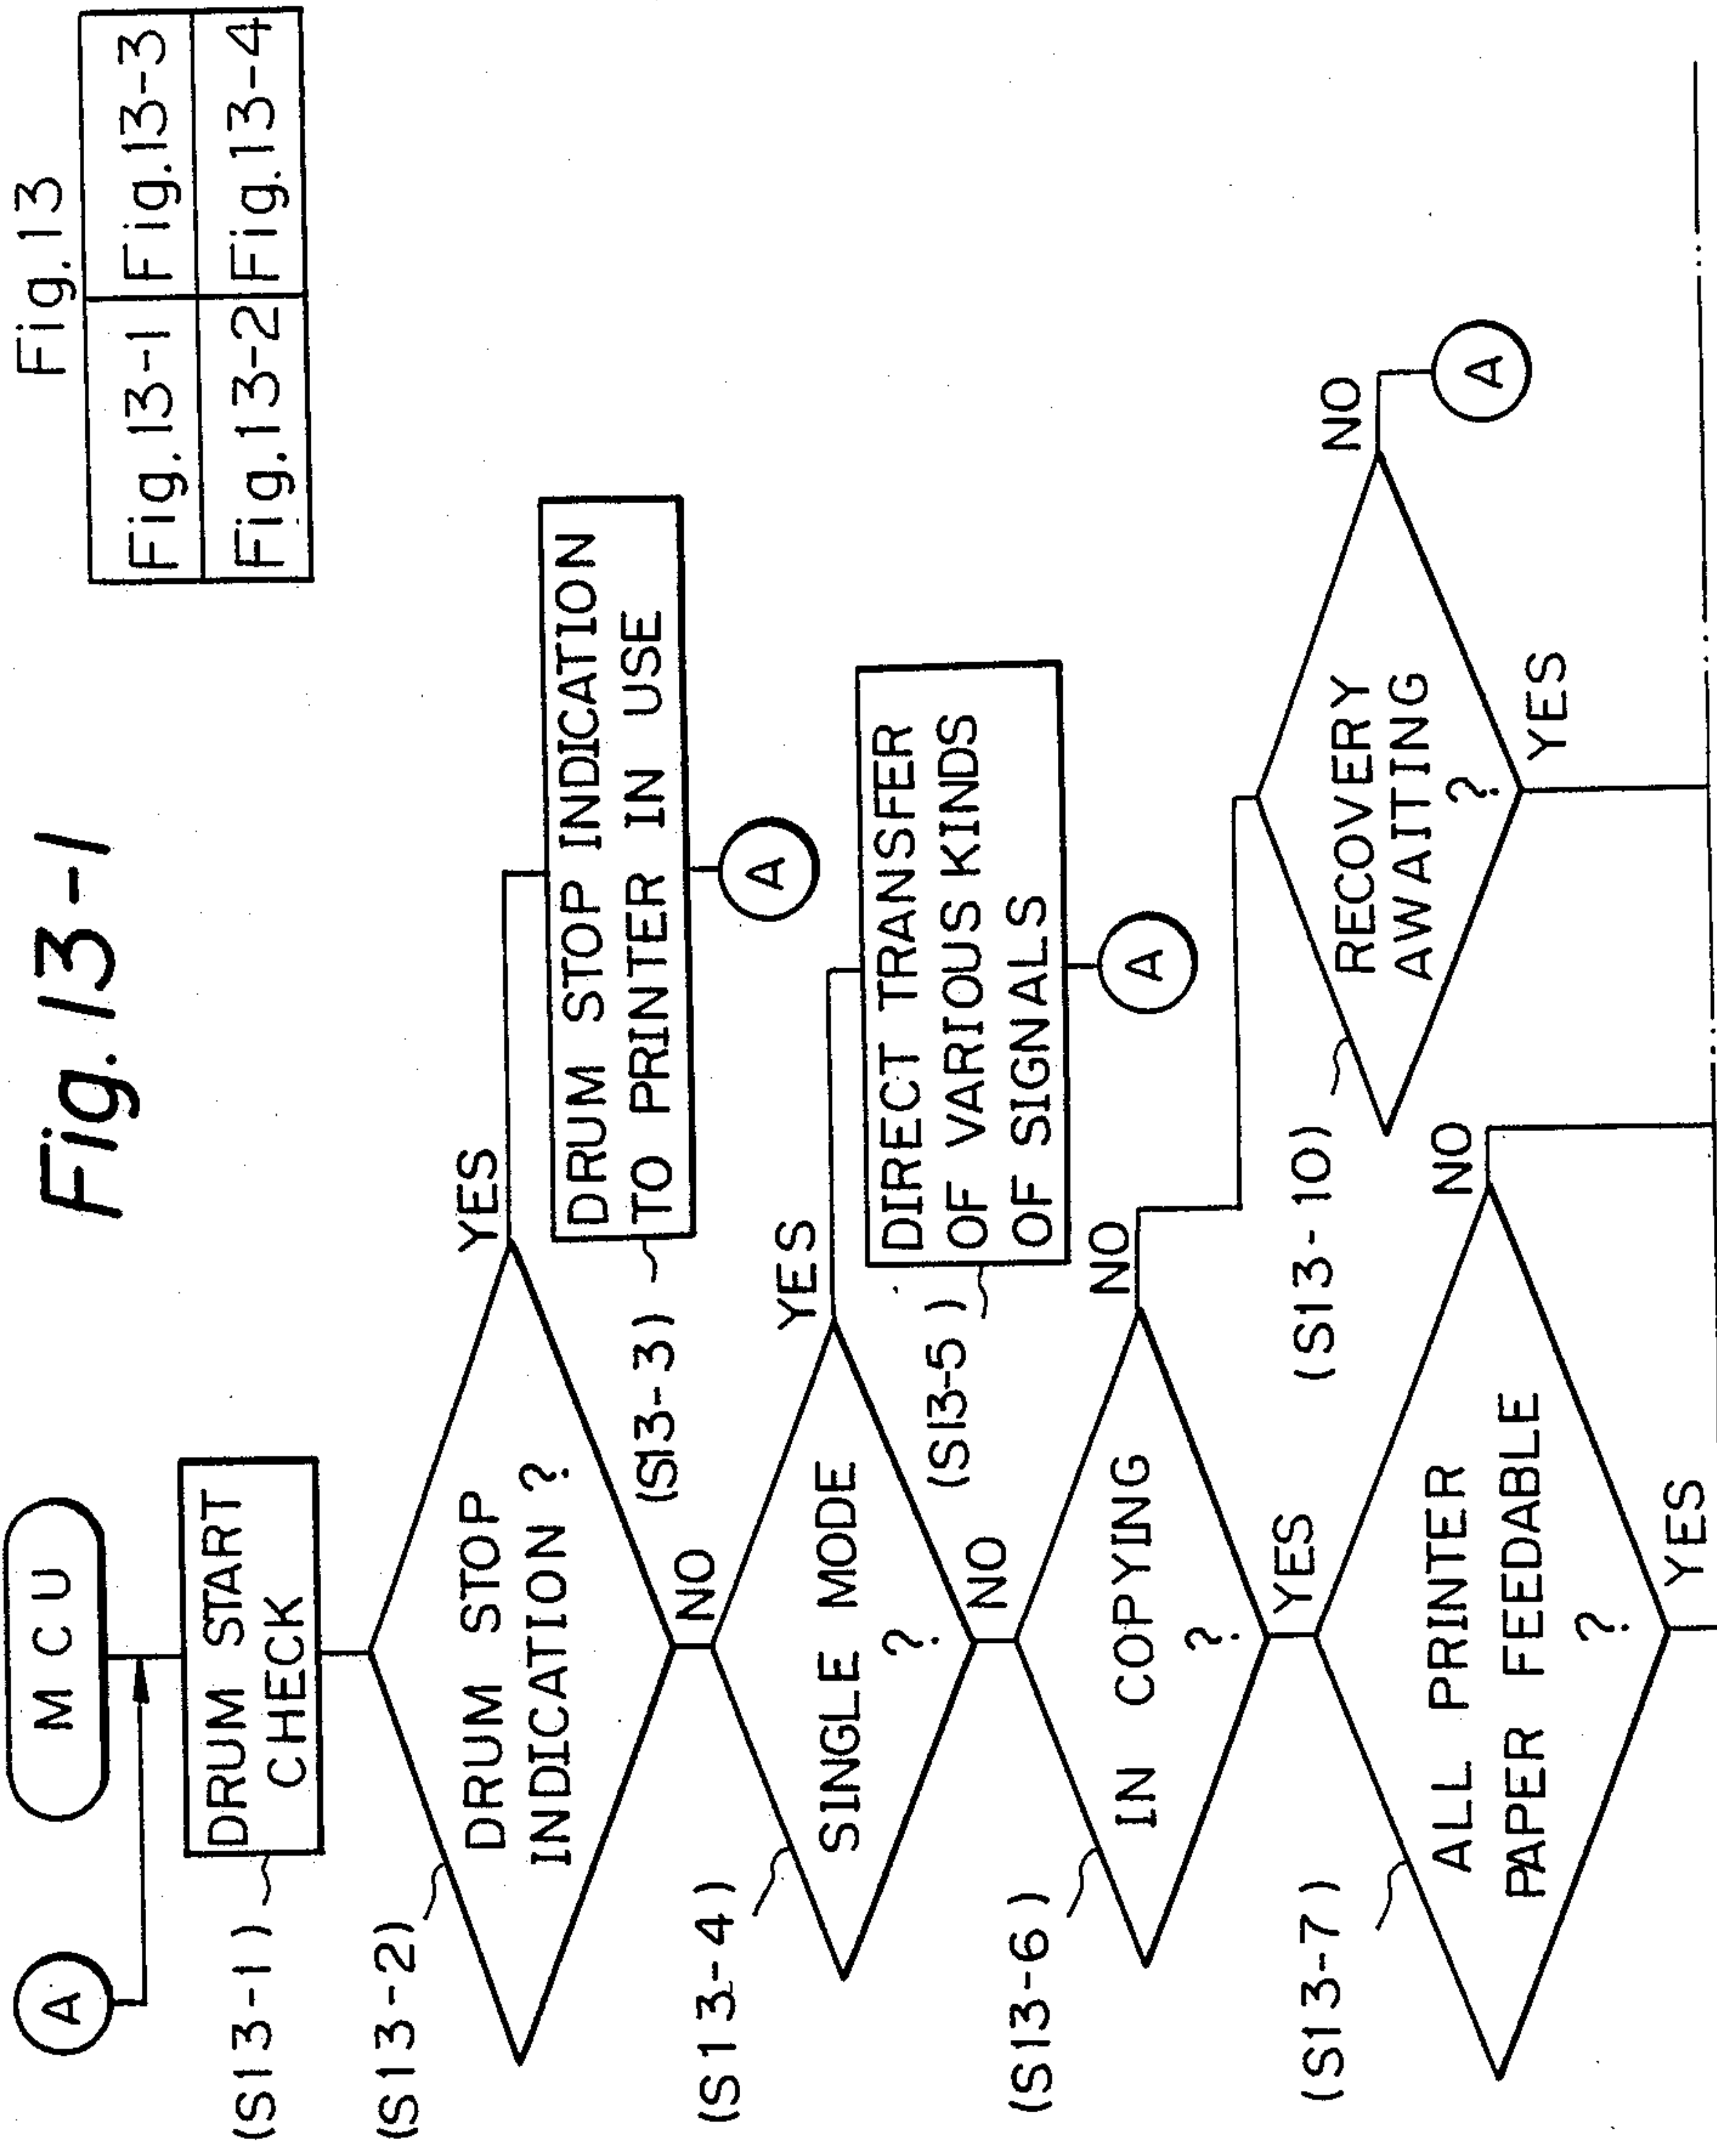 Fig. 13-1
Fig.13
Fig.13-1 Fig.13-3
Fig.13-2 Fig.13-4
A
M C U
(S13-1)
DRUM START
CHECK
(S13-2)
DRUM STOP
INDICATION ?
YES
NO
(S13-3)
DRUM STOP INDICATION
TO PRINTER IN USE
A
(S13-4)
SINGLE MODE
?
YES
NO
(S13-5)
DIRECT TRANSFER
OF VARIOUS KINDS
OF SIGNALS
A
(S13-6)
IN COPYING
?
NO
YES
(S13-10)
RECOVERY
AWAITING
?
NO
A
YES
(S13-7)
ALL PRINTER
PAPER FEEDABLE
?
NO
YES